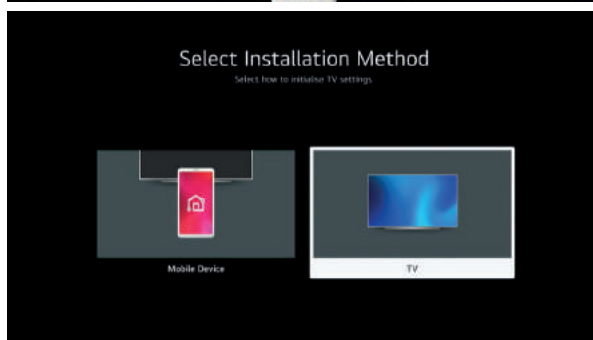 Select Installation Method
Select how to initialise TV settings
Mobile Device
TV